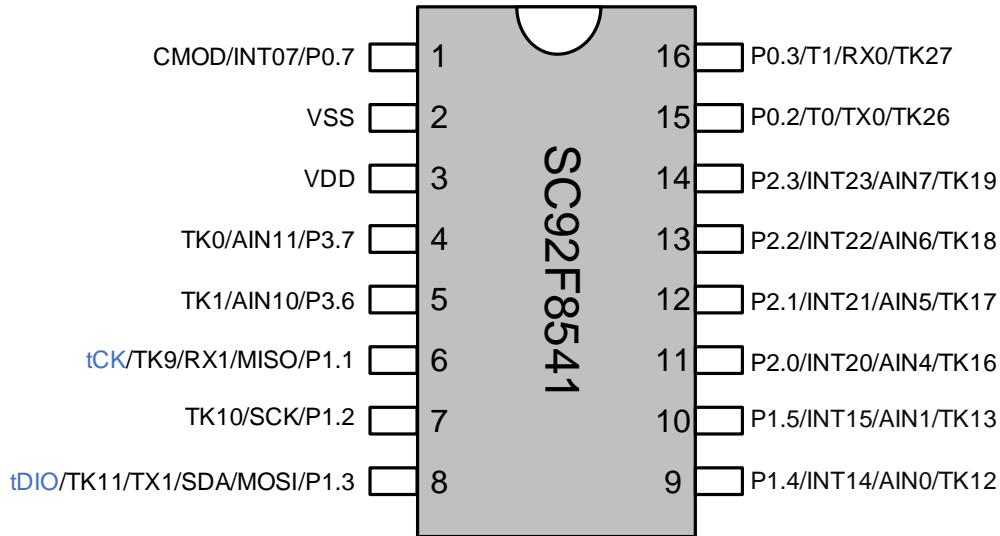 CMOD/INT07/P0.7 1 16 P0.3/T1/RX0/TK27
VSS 2 15 P0.2/T0/TX0/TK26
VDD 3 14 P2.3/INT23/AIN7/TK19
TK0/AIN11/P3.7 4 13 P2.2/INT22/AIN6/TK18
TK1/AIN10/P3.6 5 12 P2.1/INT21/AIN5/TK17
tCK/TK9/RX1/MISO/P1.1 6 11 P2.0/INT20/AIN4/TK16
TK10/SCK/P1.2 7 10 P1.5/INT15/AIN1/TK13
tDIO/TK11/TX1/SDA/MOSI/P1.3 8 9 P1.4/INT14/AIN0/TK12
SC92F8541